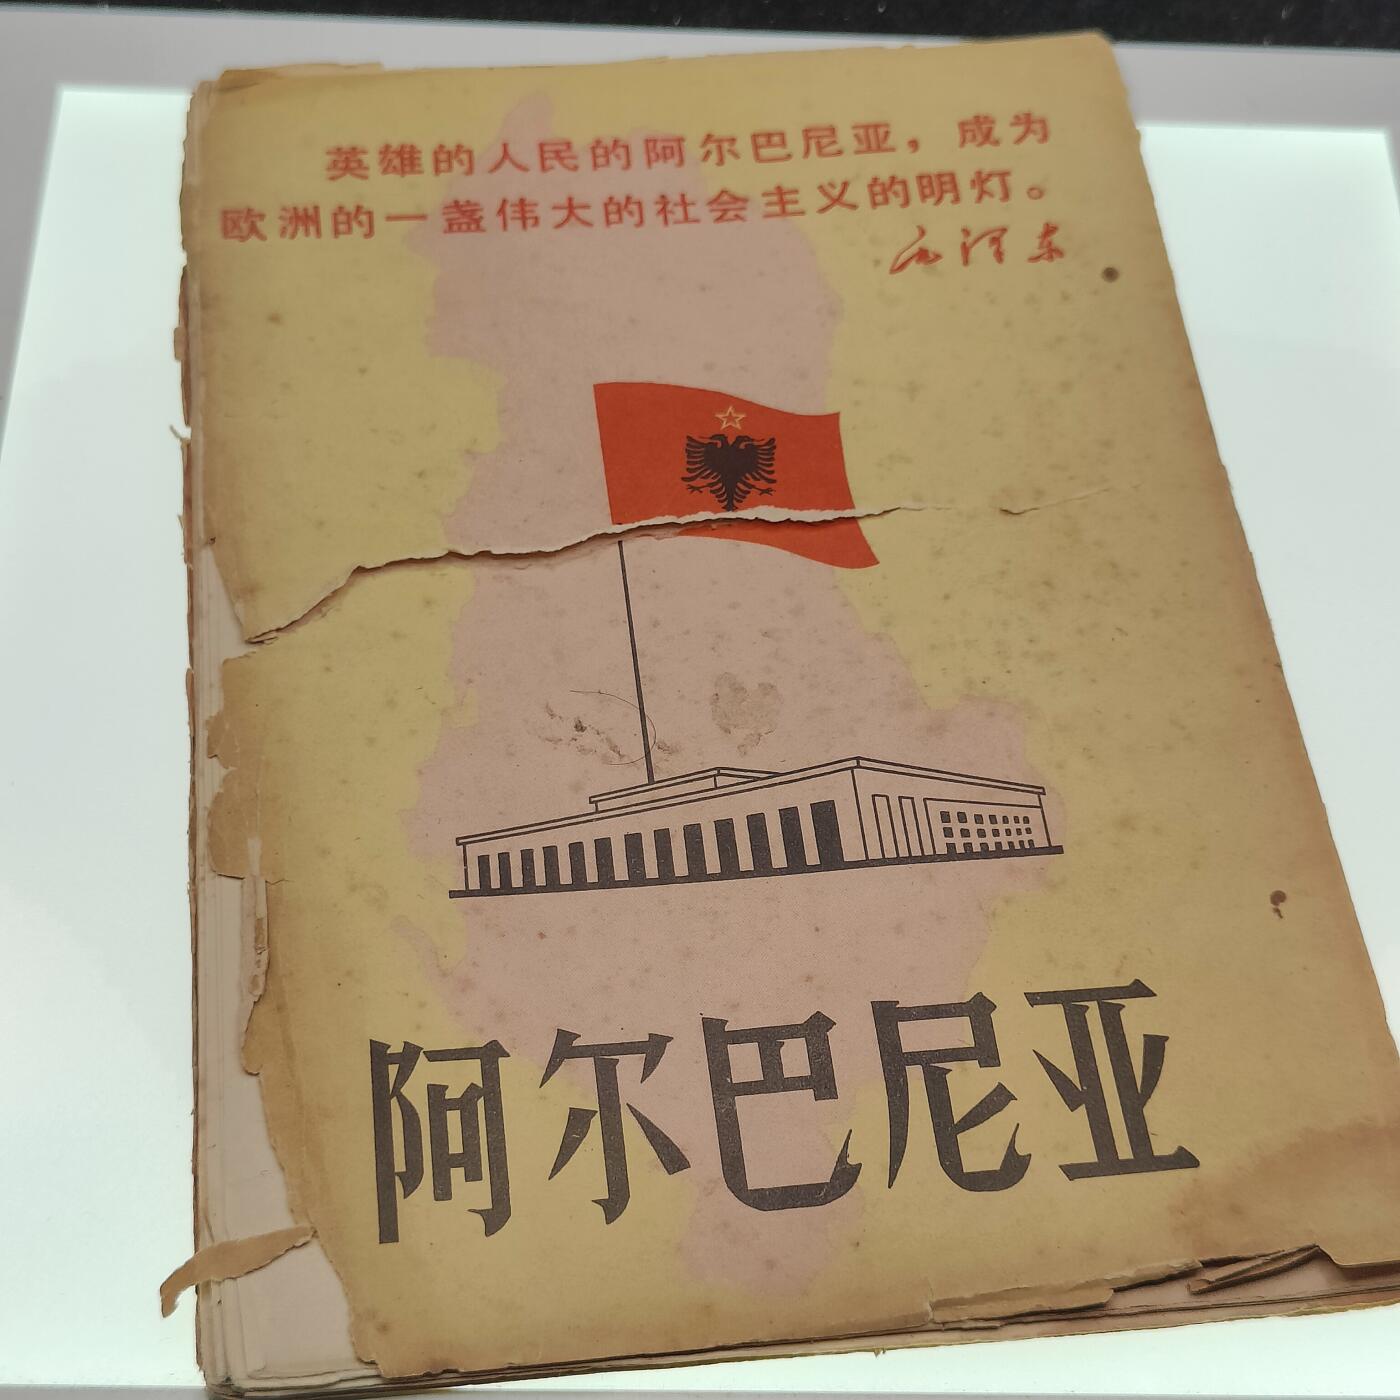 英雄的人民的阿尔巴尼亚，成为
欧洲的一盏伟大的社会主义的明灯。
毛泽东
阿尔巴尼亚